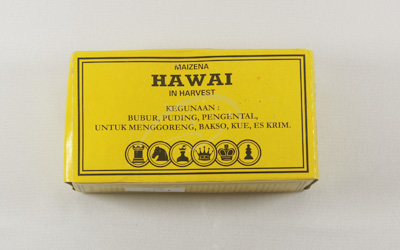 MAIZENA
HAWAI
IN HARVEST
KEGUNAAN :
BUBUR, PUDING, PENGENTAL,
UNTUK MENGGORENG, BAKSO, KUE, ES KRIM.